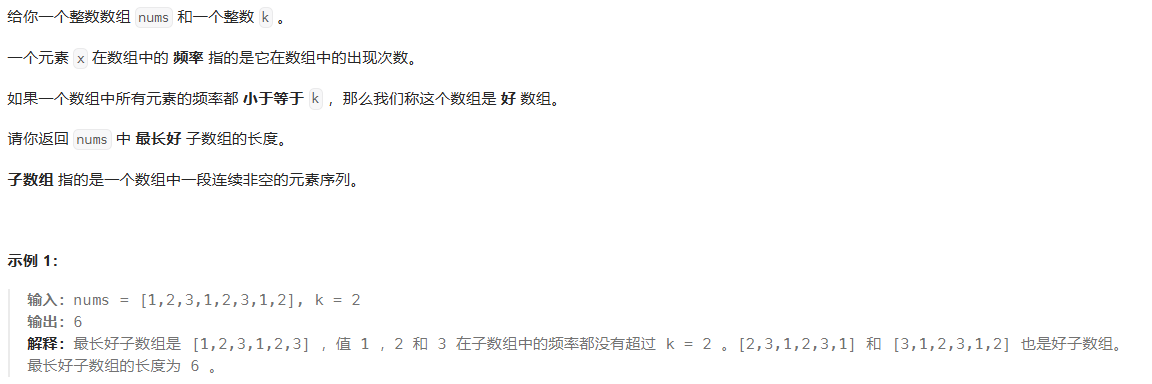 给你一个整数数组 nums 和一个整数 k 。
一个元素 x 在数组中的 频率 指的是它在数组中的出现次数。
如果一个数组中所有元素的频率都 小于等于 k ，那么我们称这个数组是 好 数组。
请你返回 nums 中 最长好 子数组的长度。
子数组 指的是一个数组中一段连续非空的元素序列。
示例 1：
输入：nums = [1,2,3,1,2,3,1,2], k = 2
输出：6
解释：最长好子数组是 [1,2,3,1,2,3] ，值 1 ，2 和 3 在子数组中的频率都没有超过 k = 2 。[2,3,1,2,3,1] 和 [3,1,2,3,1,2] 也是好子数组。
最长好子数组的长度为 6 。